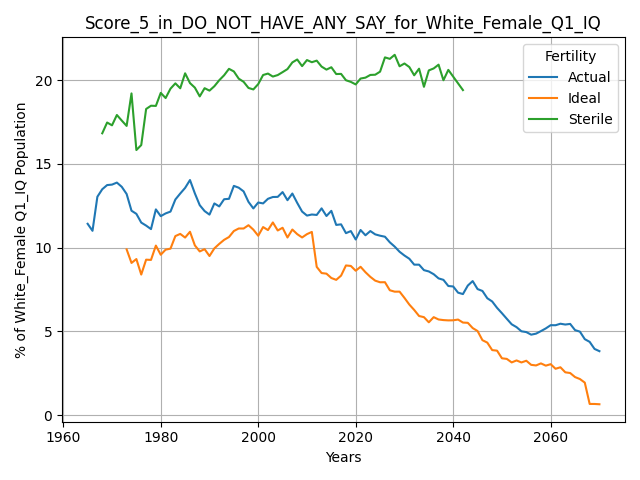 Score_5_in_DO_NOT_HAVE_ANY_SAY_for_White_Female_Q1_IQ
Fertility
Actual
Ideal
Sterile
% of White_Female Q1_IQ Population
20
15
10
5
0
1960
1980
2000
2020
2040
2060
Years